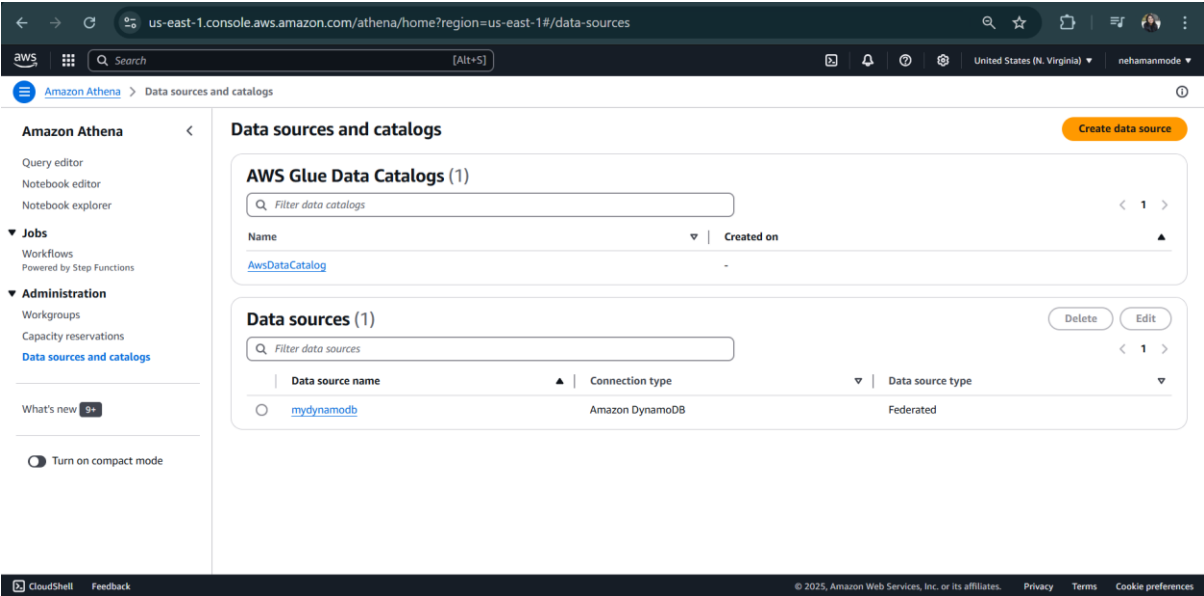 us-east-1.console.aws.amazon.com/athena/home?region=us-east-1#/data-sources
aws Search [Alt+S] United States (N. Virginia) ▼ nehamanmode ▼
Amazon Athena > Data sources and catalogs
Amazon Athena
Query editor
Notebook editor
Notebook explorer
▼ Jobs
Workflows
Powered by Step Functions
▼ Administration
Workgroups
Capacity reservations
Data sources and catalogs
What's new 9+
Turn on compact mode
Data sources and catalogs
Create data source
AWS Glue Data Catalogs (1)
Filter data catalogs
< 1 >
Name Created on
AwsDataCatalog -
Data sources (1)
Delete Edit
Filter data sources
< 1 >
Data source name Connection type Data source type
mydynamodb Amazon DynamoDB Federated
CloudShell Feedback © 2025, Amazon Web Services, Inc. or its affiliates. Privacy Terms Cookie preferences